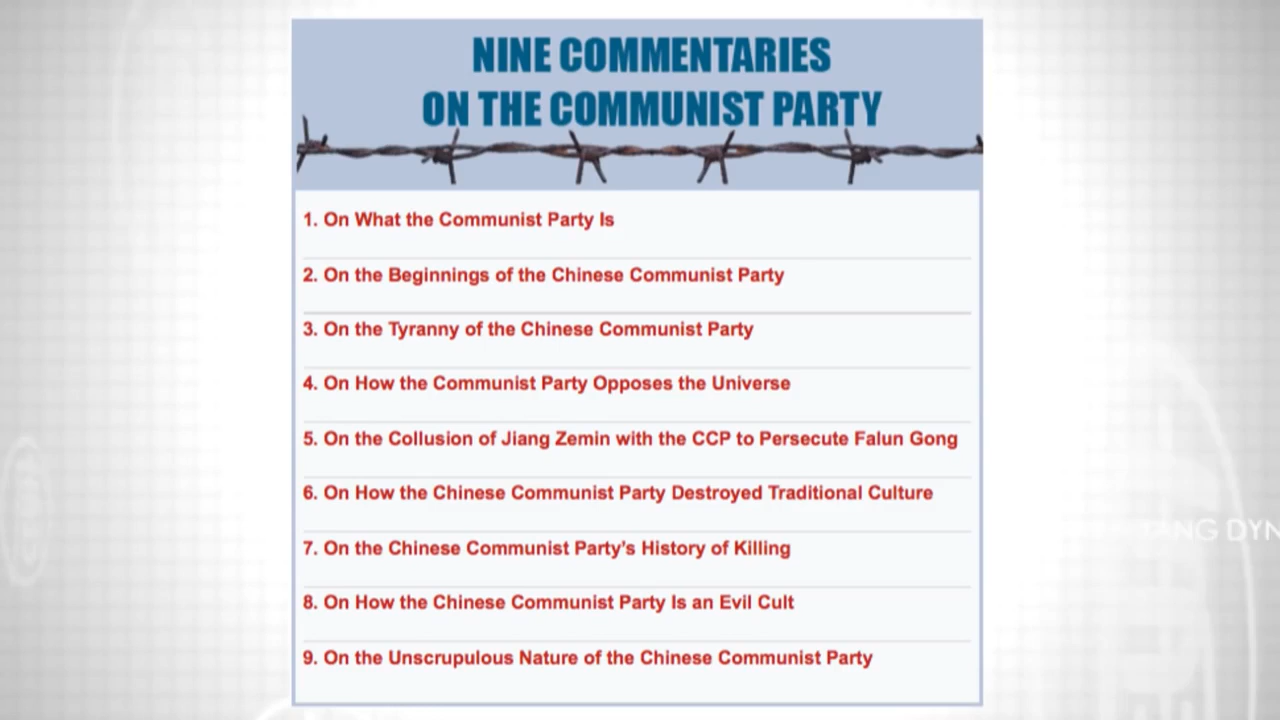 NINE COMMENTARIES
ON THE COMMUNIST PARTY
1. On What the Communist Party Is
2. On the Beginnings of the Chinese Communist Party
3. On the Tyranny of the Chinese Communist Party
4. On How the Communist Party Opposes the Universe
5. On the Collusion of Jiang Zemin with the CCP to Persecute Falun Gong
6. On How the Chinese Communist Party Destroyed Traditional Culture
7. On the Chinese Communist Party's History of Killing
8. On How the Chinese Communist Party Is an Evil Cult
9. On the Unscrupulous Nature of the Chinese Communist Party